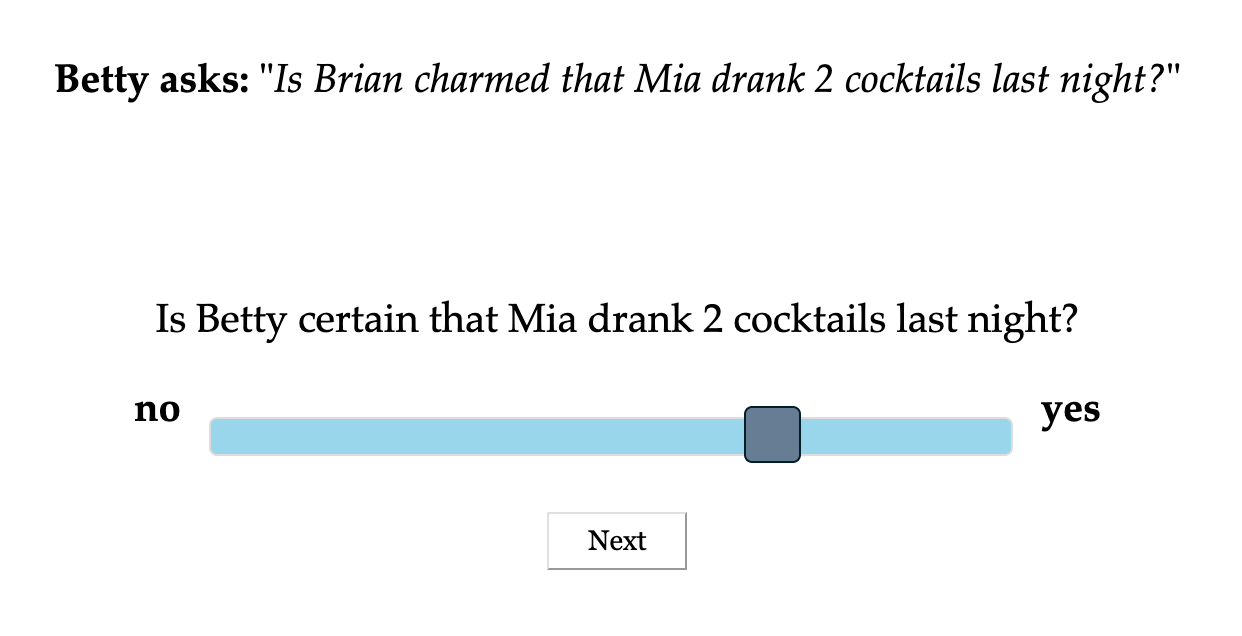 Betty asks: "Is Brian charmed that Mia drank 2 cocktails last night?"
Is Betty certain that Mia drank 2 cocktails last night?
no yes
Next